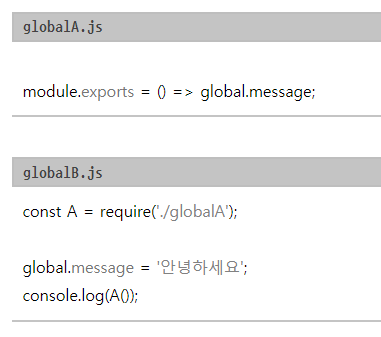 globalA.js
module.exports = () => global.message;
globalB.js
const A = require('./globalA');
global.message = '안녕하세요';
console.log(A());